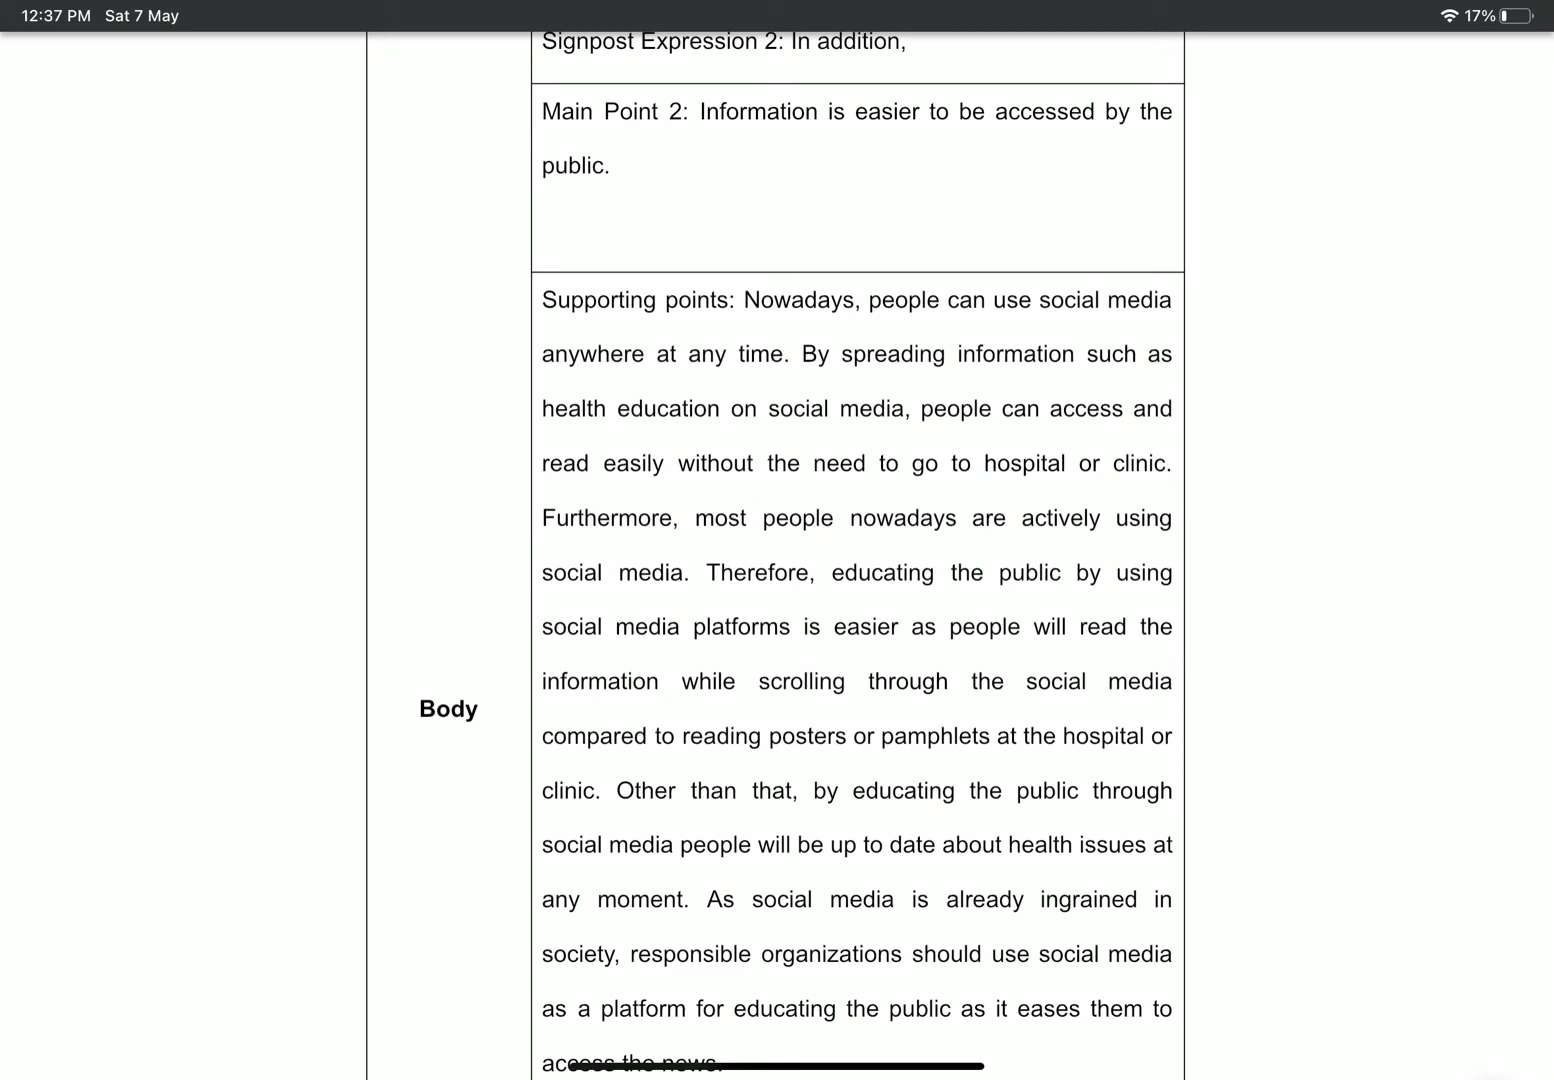 12:37 PM Sat 7 May
17%
Signpost Expression 2: In addition,
Main Point 2: Information is easier to be accessed by the
public.
Supporting points: Nowadays, people can use social media
anywhere at any time. By spreading information such as
health education on social media, people can access and
read easily without the need to go to hospital or clinic.
Furthermore, most people nowadays are actively using
social media. Therefore, educating the public by using
social media platforms is easier as people will read the
information while scrolling through the social media
Body
compared to reading posters or pamphlets at the hospital or
clinic. Other than that, by educating the public through
social media people will be up to date about health issues at
any moment. As social media is already ingrained in
society, responsible organizations should use social media
as a platform for educating the public as it eases them to
access the news.